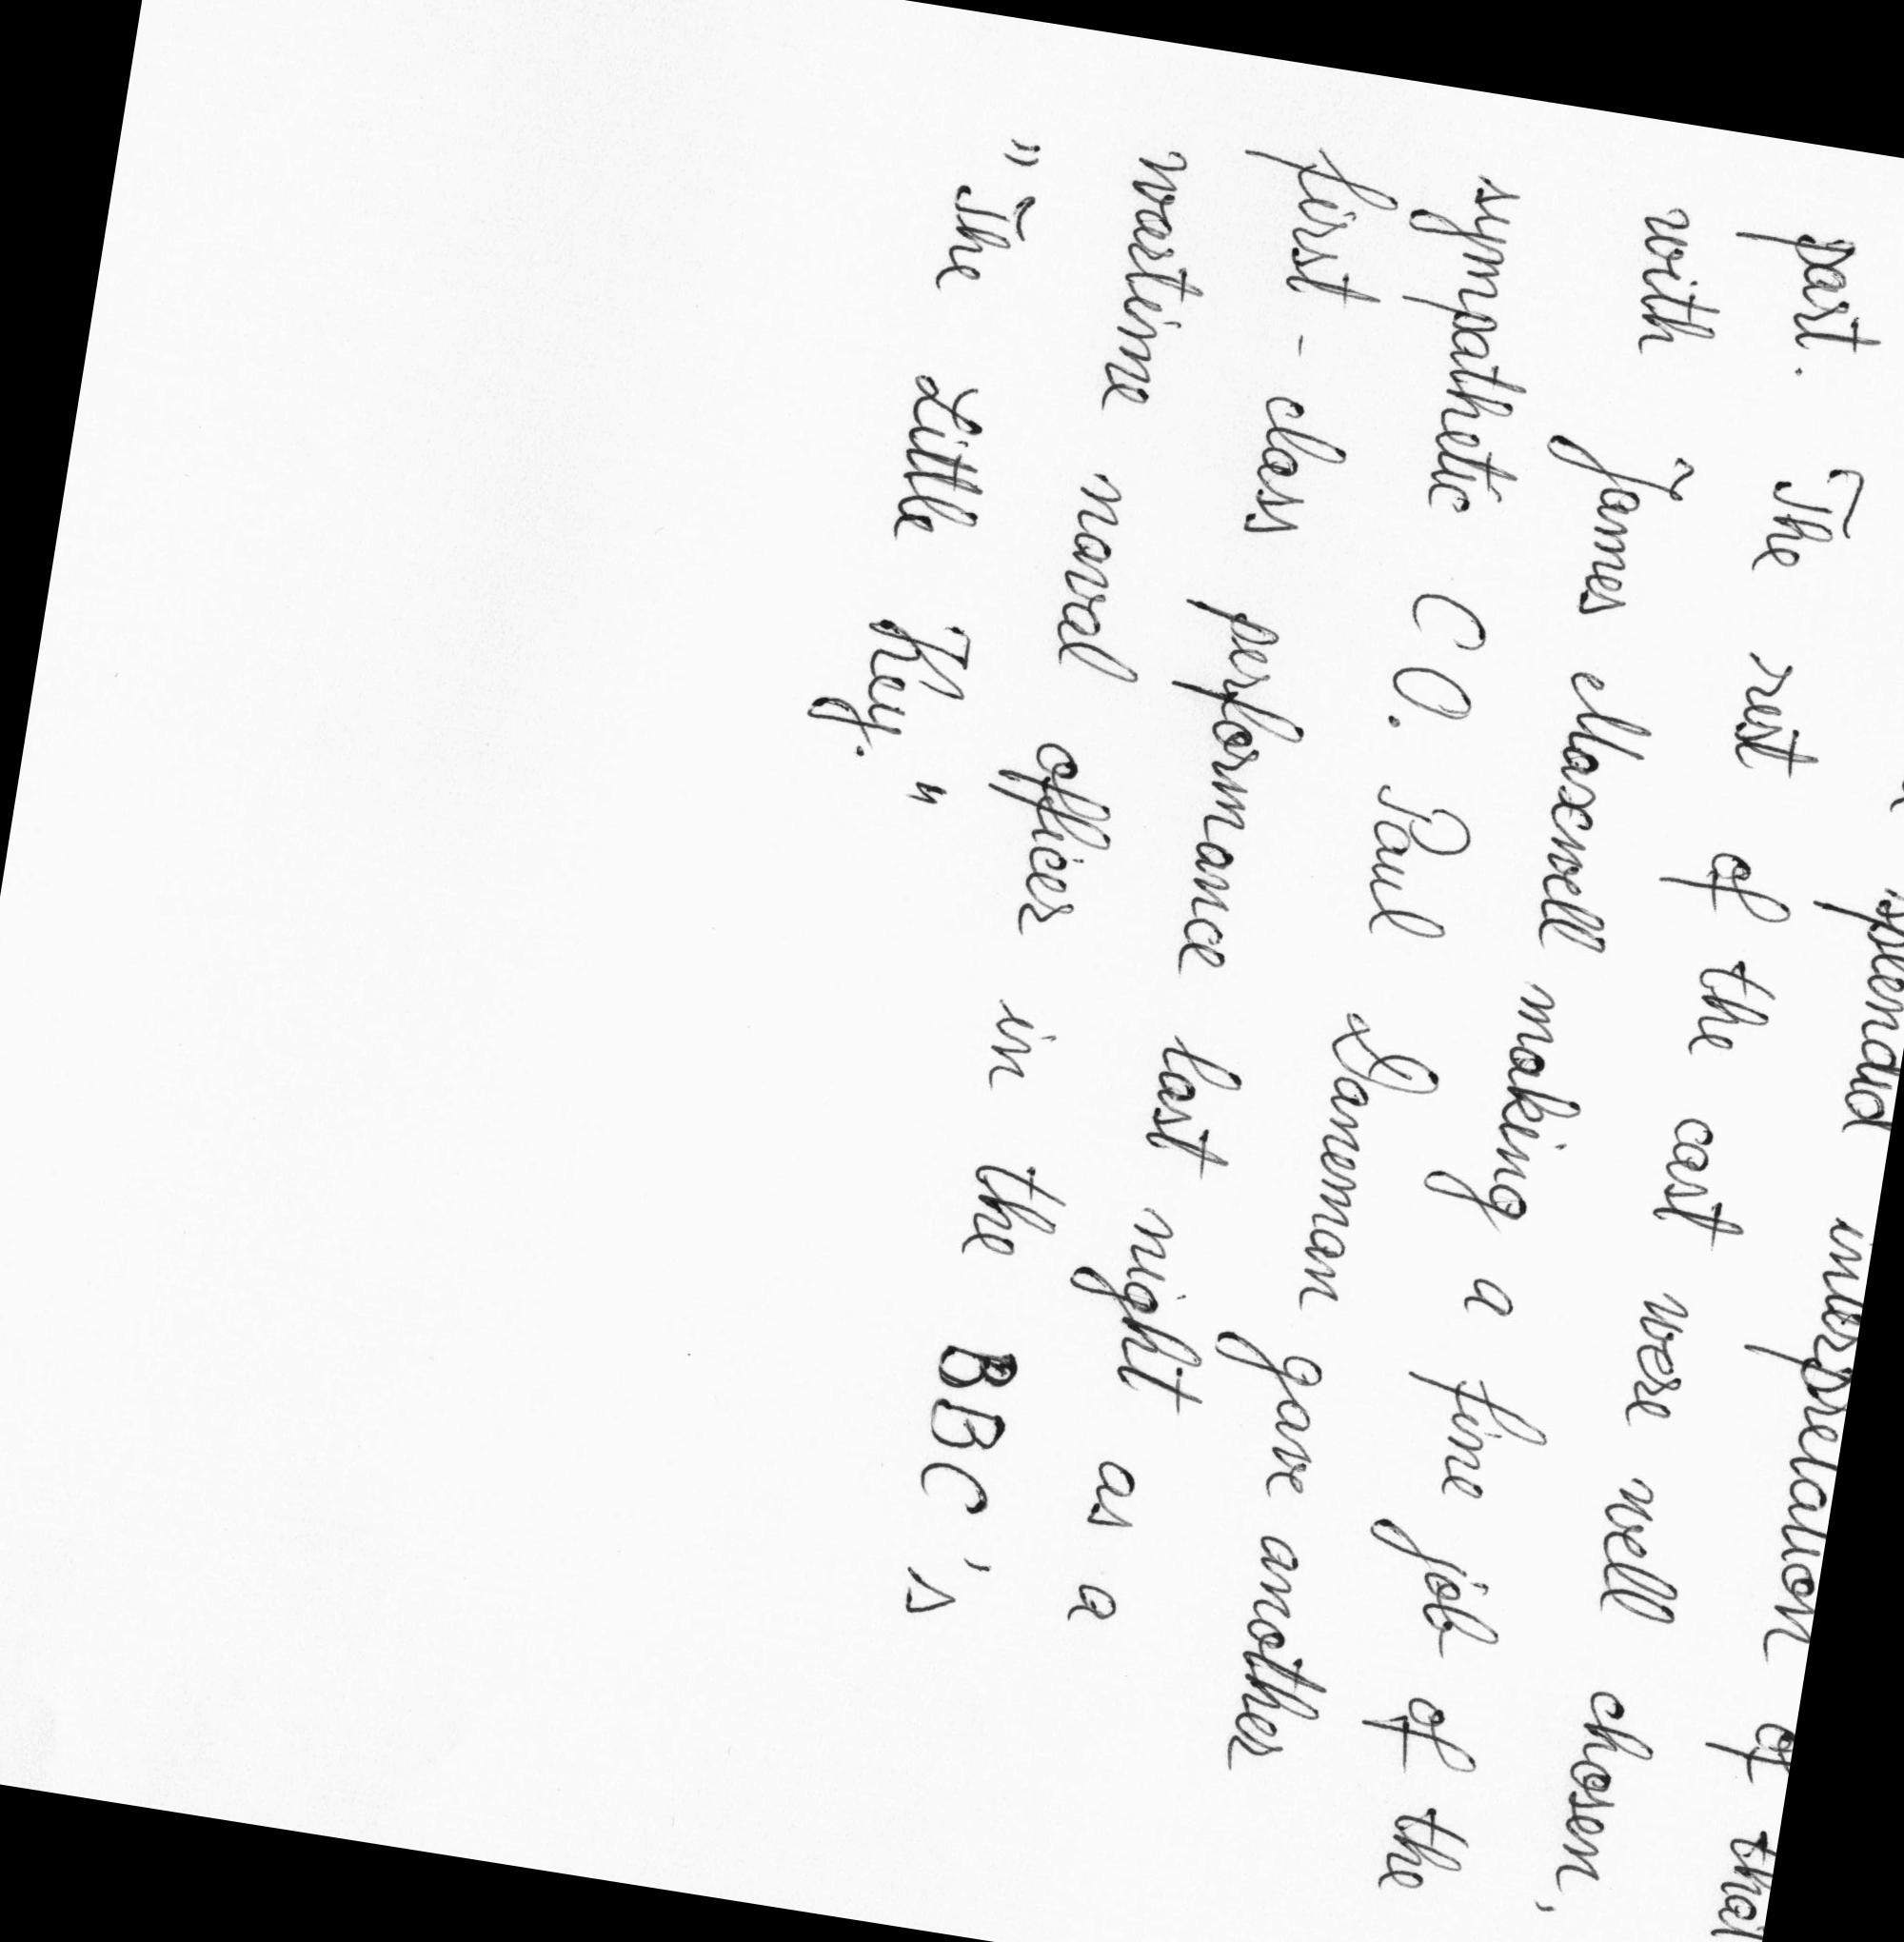 splendid interpretation of that
part. The rest of the cast were well chosen,
with James Maxwell making a fine job of the
sympathetic C O. Paul Daneman gave another
first - class performance last night as a
wartime naval officer in the BBC's
"The Little Key."